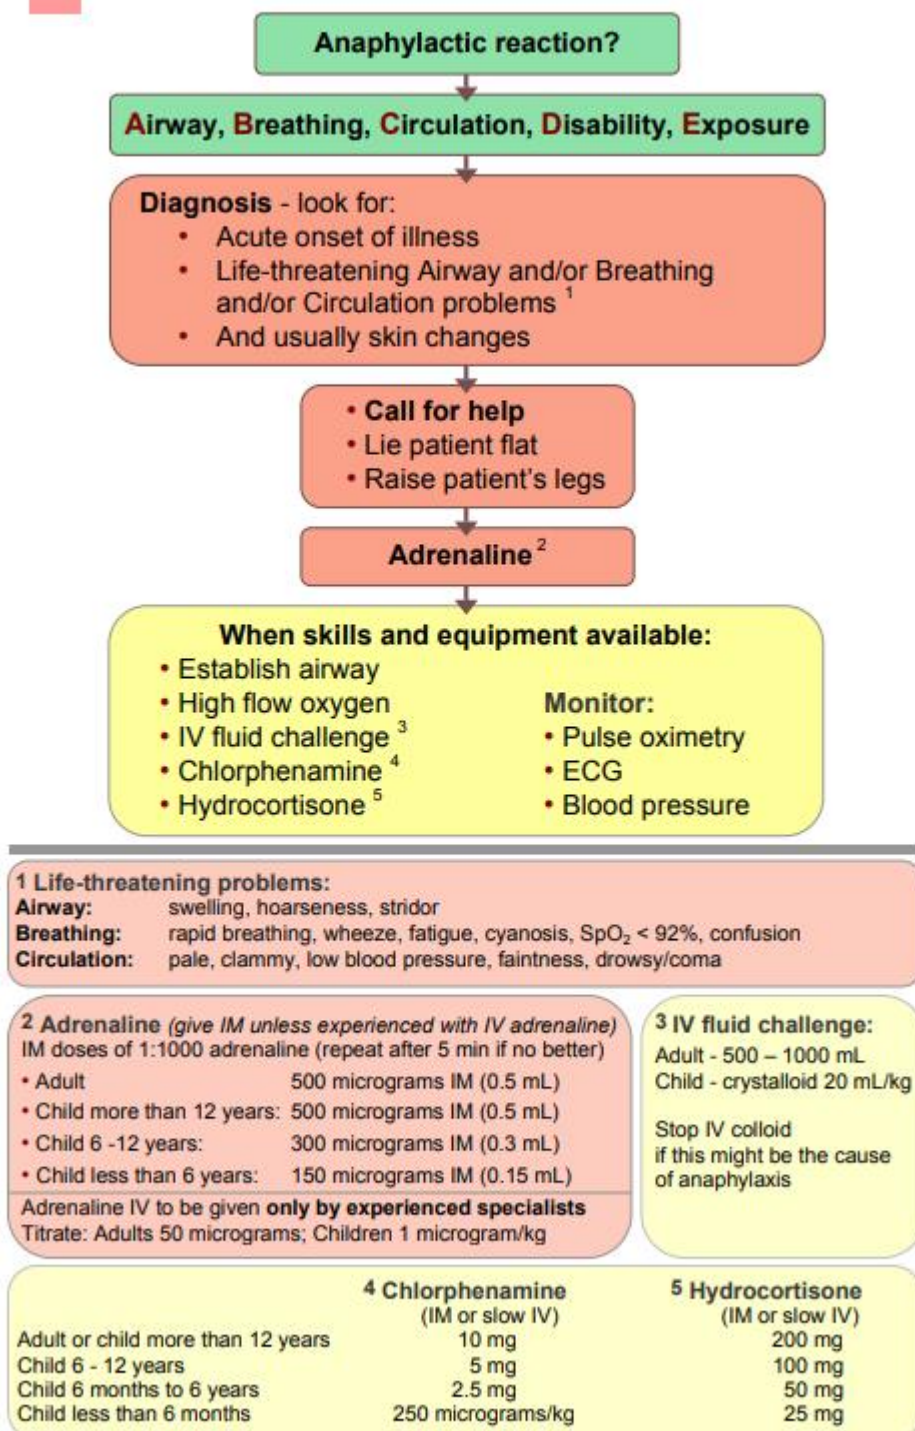 Anaphylactic reaction?
Airway, Breathing, Circulation, Disability, Exposure
Diagnosis - look for:
• Acute onset of illness
• Life-threatening Airway and/or Breathing
and/or Circulation problems 1
• And usually skin changes
• Call for help
• Lie patient flat
• Raise patient's legs
Adrenaline 2
When skills and equipment available:
• Establish airway
• High flow oxygen
• IV fluid challenge 3
• Chlorphenamine 4
• Hydrocortisone 5
Monitor:
• Pulse oximetry
• ECG
• Blood pressure
1 Life-threatening problems:
Airway: swelling, hoarseness, stridor
Breathing: rapid breathing, wheeze, fatigue, cyanosis, SpO₂ < 92%, confusion
Circulation: pale, clammy, low blood pressure, faintness, drowsy/coma
2 Adrenaline (give IM unless experienced with IV adrenaline)
IM doses of 1:1000 adrenaline (repeat after 5 min if no better)
• Adult 500 micrograms IM (0.5 mL)
• Child more than 12 years: 500 micrograms IM (0.5 mL)
• Child 6 -12 years: 300 micrograms IM (0.3 mL)
• Child less than 6 years: 150 micrograms IM (0.15 mL)
Adrenaline IV to be given only by experienced specialists
Titrate: Adults 50 micrograms; Children 1 microgram/kg
3 IV fluid challenge:
Adult - 500 – 1000 mL
Child - crystalloid 20 mL/kg
Stop IV colloid
if this might be the cause
of anaphylaxis
4 Chlorphenamine 5 Hydrocortisone
(IM or slow IV) (IM or slow IV)
Adult or child more than 12 years 10 mg 200 mg
Child 6 - 12 years 5 mg 100 mg
Child 6 months to 6 years 2.5 mg 50 mg
Child less than 6 months 250 micrograms/kg 25 mg